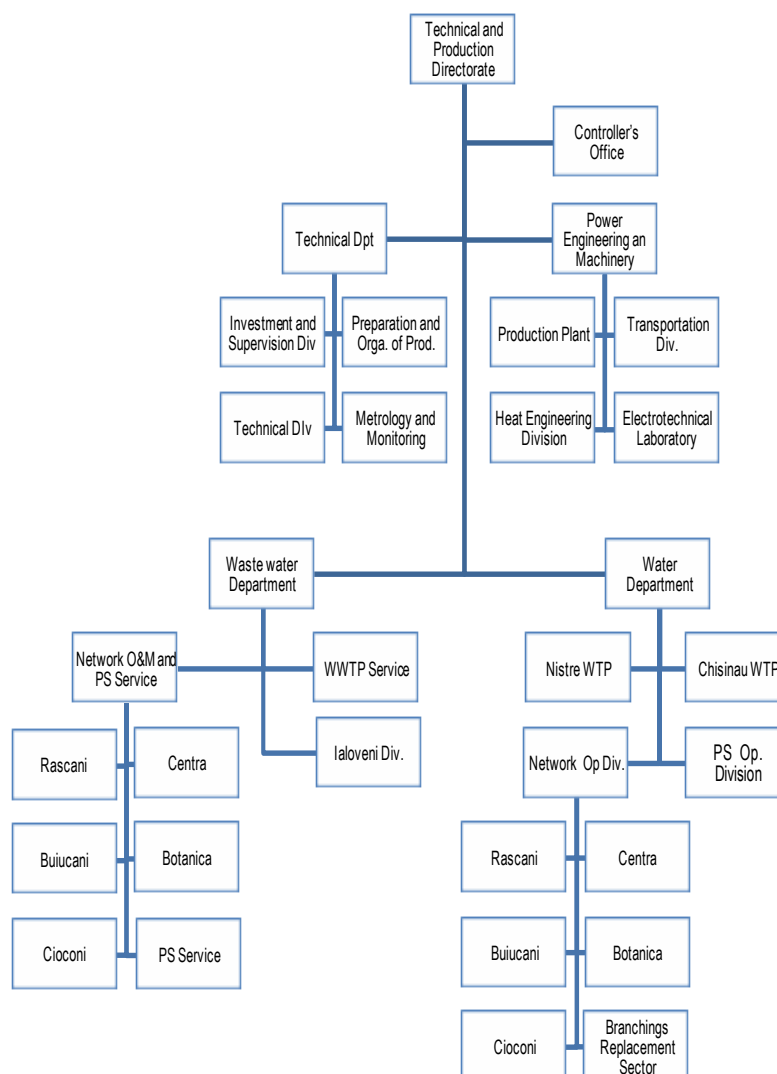 Technical and
Production
Directorate
Controller's
Office
Technical Dpt
Power
Engineering an
Machinery
Investment and
Supervision Div
Preparation and
Orga. of Prod.
Production Plant
Transportation
Div.
Technical DIv
Metrology and
Monitoring
Heat Engineering
Division
Electrotechnical
Laboratory
Waste water
Department
Water
Department
Network O&M and
PS Service
WWTP Service
Nistre WTP
Chisinau WTP
Rascani
Centra
Ialoveni Div.
Network Op Div.
PS Op.
Division
Buiucani
Botanica
Rascani
Centra
Cioconi
PS Service
Buiucani
Botanica
Cioconi
Branchings
Replacement
Sector